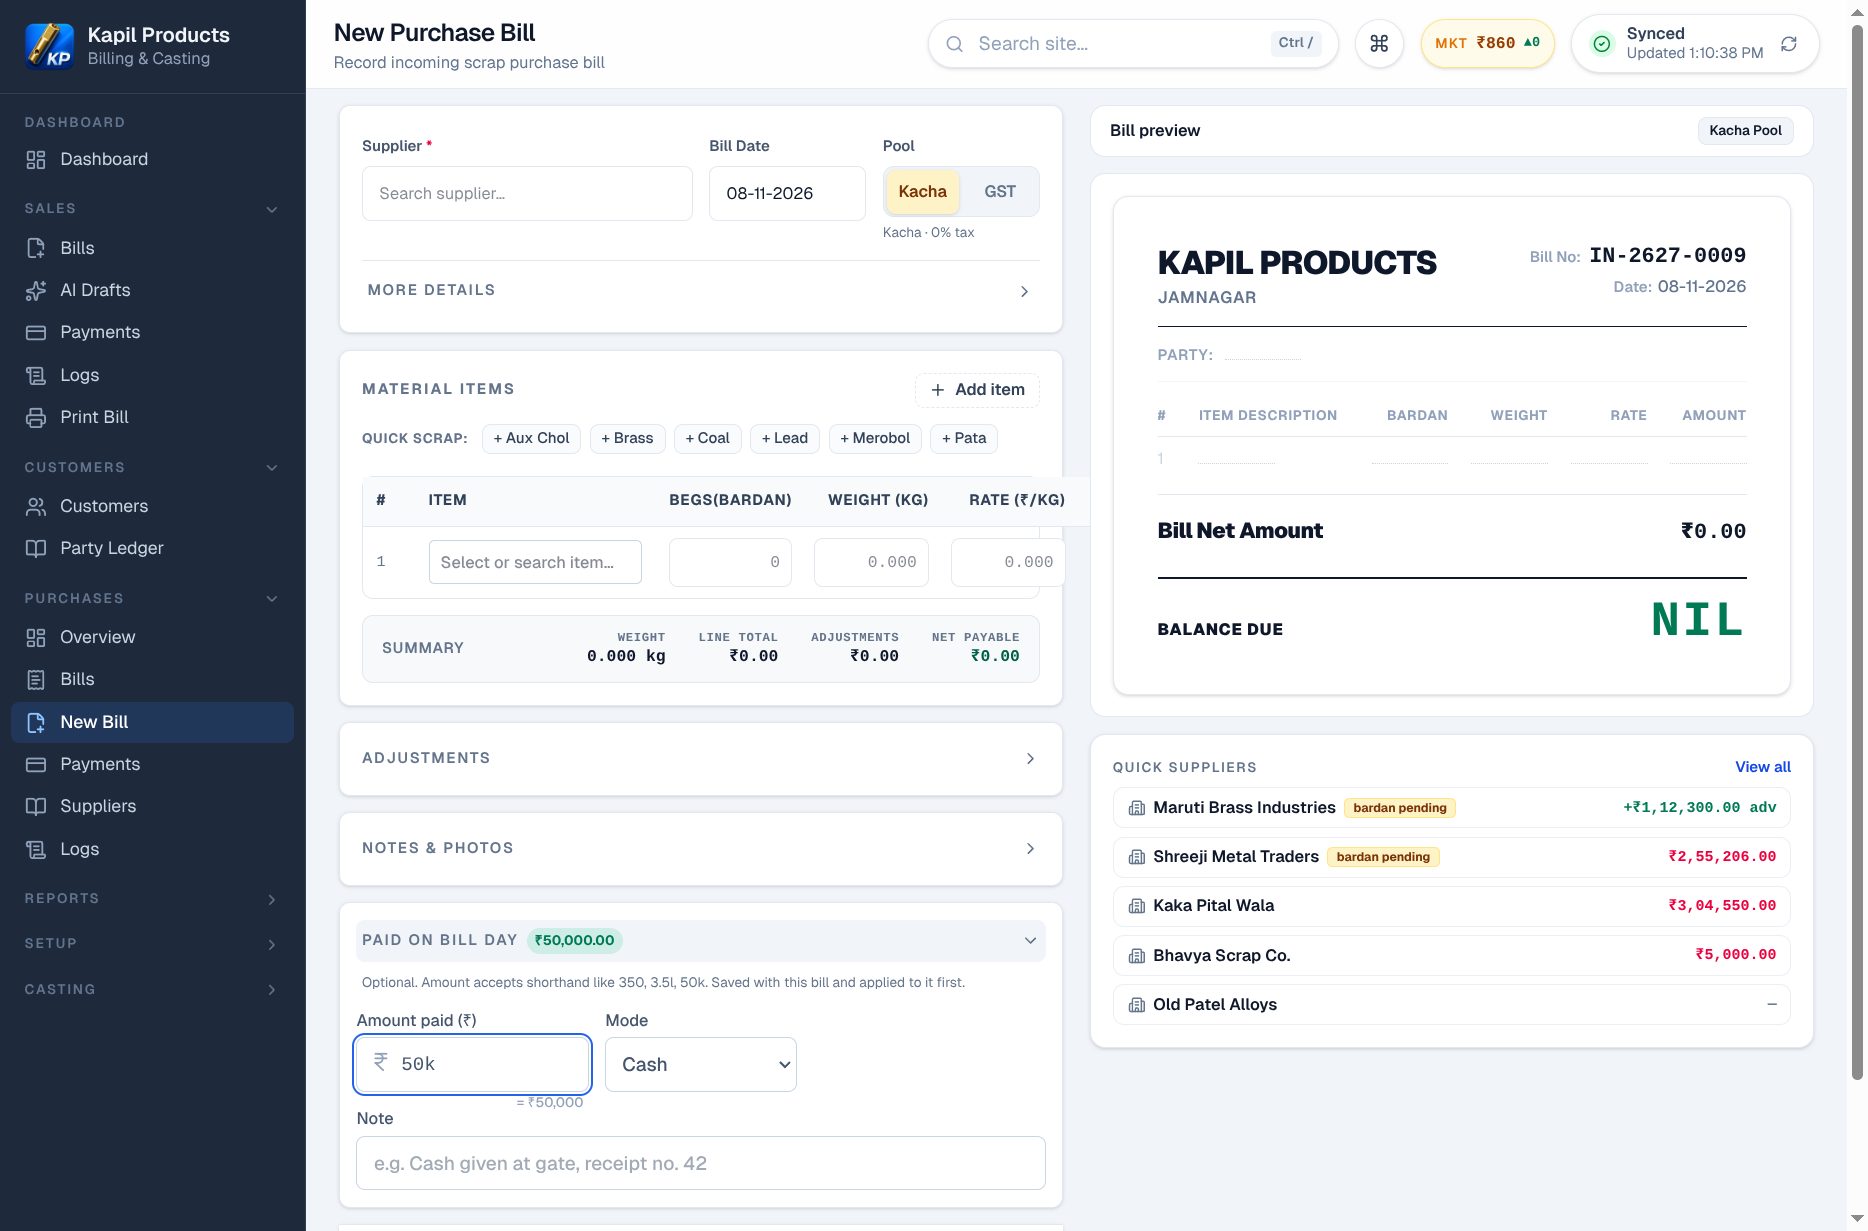 Kapil Products
Billing & Casting
KP
DASHBOARD
Dashboard
SALES
Bills
AI Drafts
Payments
Logs
Print Bill
CUSTOMERS
Customers
Party Ledger
PURCHASES
Overview
Bills
New Bill
Payments
Suppliers
Logs
REPORTS
SETUP
CASTING
New Purchase Bill
Record incoming scrap purchase bill
Search site...
Ctrl /
⌘
MKT ₹860 ▲0
Synced
Updated 1:10:38 PM
Supplier *
Bill Date
Pool
Search supplier...
08-11-2026
Kacha
GST
Kacha · 0% tax
MORE DETAILS
MATERIAL ITEMS
+ Add item
QUICK SCRAP:
+ Aux Chol
+ Brass
+ Coal
+ Lead
+ Merobol
+ Pata
# ITEM BEGS(BARDAN) WEIGHT (KG) RATE (₹/KG)
1 Select or search item... 0 0.000 0.000
SUMMARY
WEIGHT LINE TOTAL ADJUSTMENTS NET PAYABLE
0.000 kg ₹0.00 ₹0.00 ₹0.00
ADJUSTMENTS
NOTES & PHOTOS
PAID ON BILL DAY ₹50,000.00
Optional. Amount accepts shorthand like 350, 3.5l, 50k. Saved with this bill and applied to it first.
Amount paid (₹)
Mode
₹ 50k
Cash
= ₹50,000
Note
e.g. Cash given at gate, receipt no. 42
Bill preview
Kacha Pool
KAPIL PRODUCTS
JAMNAGAR
Bill No: IN-2627-0009
Date: 08-11-2026
PARTY:
# ITEM DESCRIPTION BARDAN WEIGHT RATE AMOUNT
1
Bill Net Amount ₹0.00
BALANCE DUE NIL
QUICK SUPPLIERS
View all
Maruti Brass Industries bardan pending +₹1,12,300.00 adv
Shreeji Metal Traders bardan pending ₹2,55,206.00
Kaka Pital Wala ₹3,04,550.00
Bhavya Scrap Co. ₹5,000.00
Old Patel Alloys –